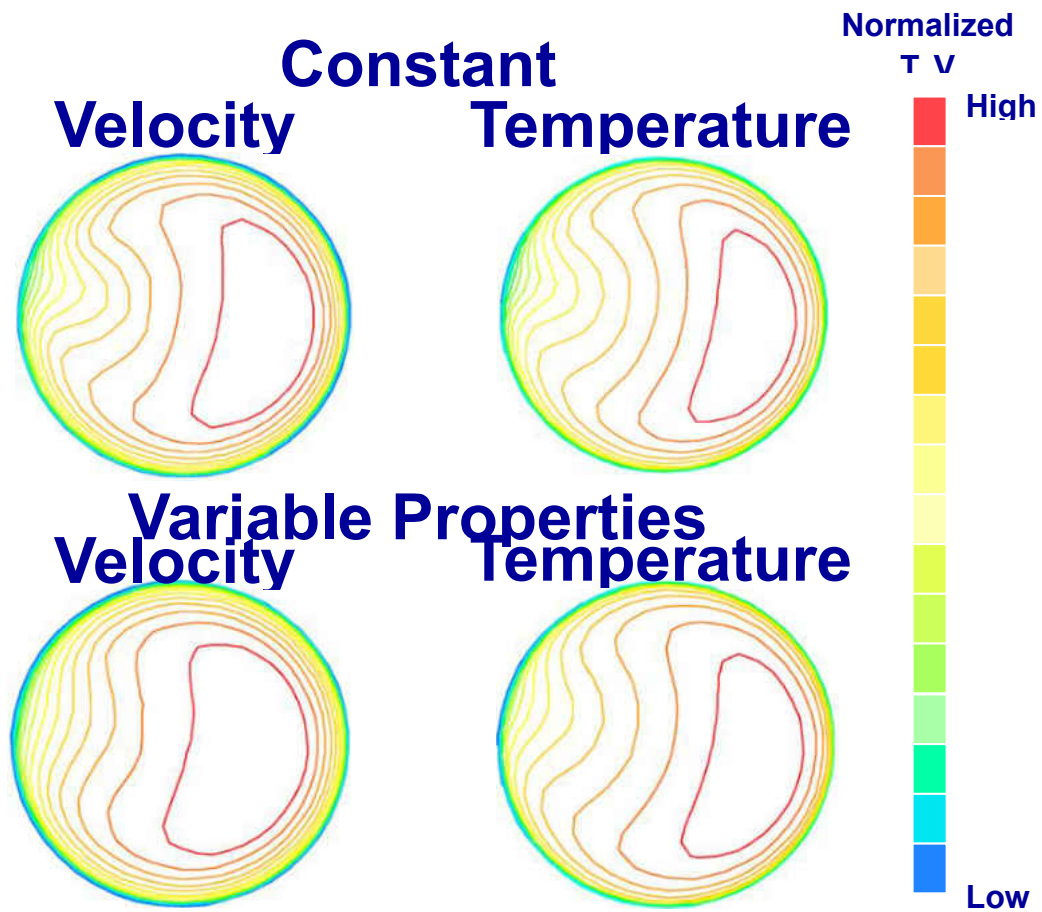 Constant
Velocity
Temperature
Variable Properties
Velocity
Temperature
Normalized
T V
High
Low